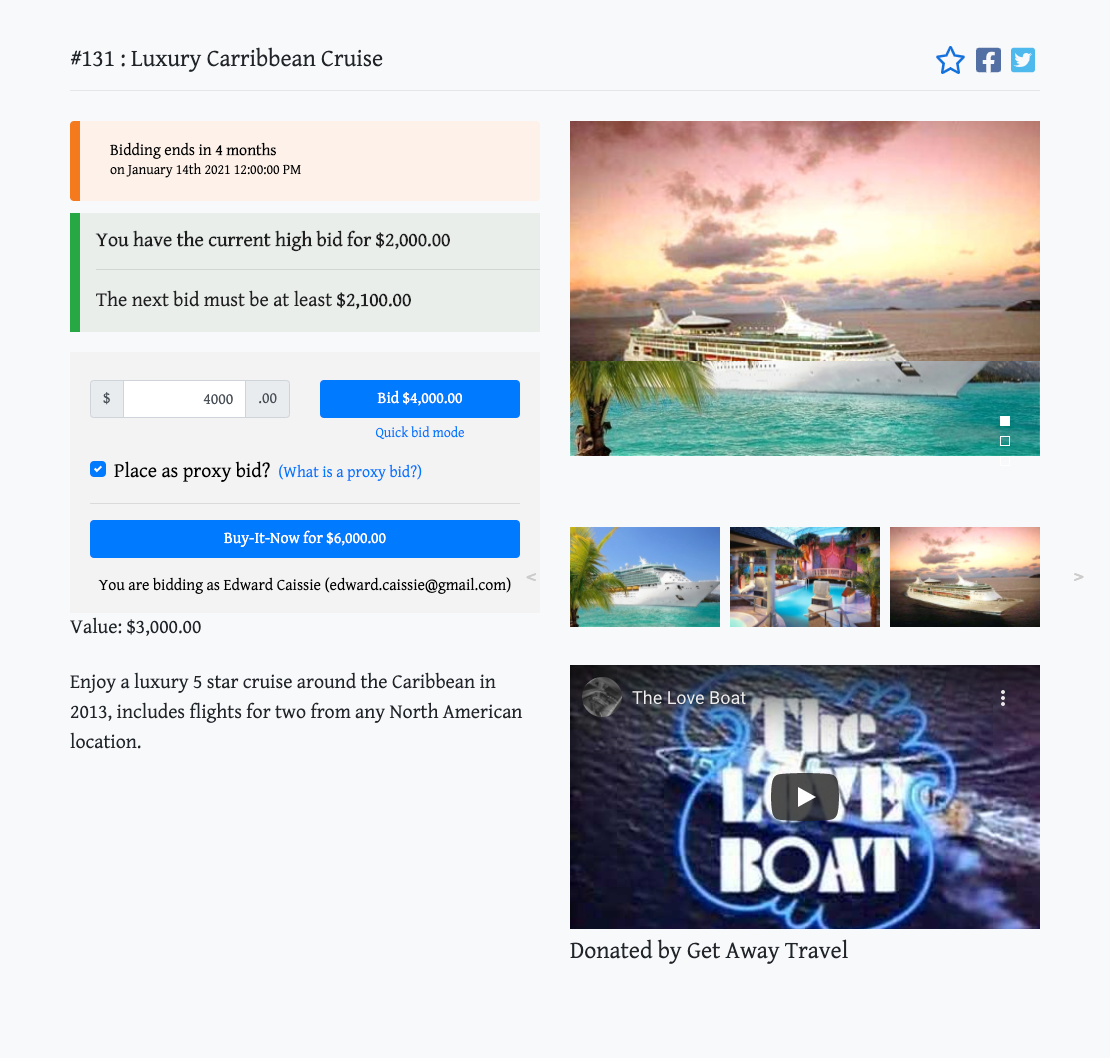 #131 : Luxury Carribbean Cruise
Bidding ends in 4 months
on January 14th 2021 12:00:00 PM
You have the current high bid for $2,000.00
The next bid must be at least $2,100.00
$ 4000 .00
Bid $4,000.00
Quick bid mode
Place as proxy bid? (What is a proxy bid?)
Buy-It-Now for $6,000.00
You are bidding as Edward Caissie (edward.caissie@gmail.com)
Value: $3,000.00
Enjoy a luxury 5 star cruise around the Caribbean in
2013, includes flights for two from any North American
location.
< >
The Love Boat
The
LOVE
BOAT
Donated by Get Away Travel